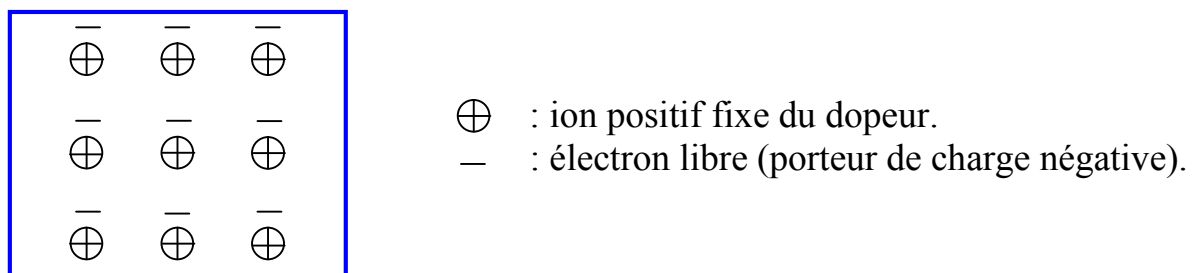 ⊕ : ion positif fixe du dopeur.
– : électron libre (porteur de charge négative).